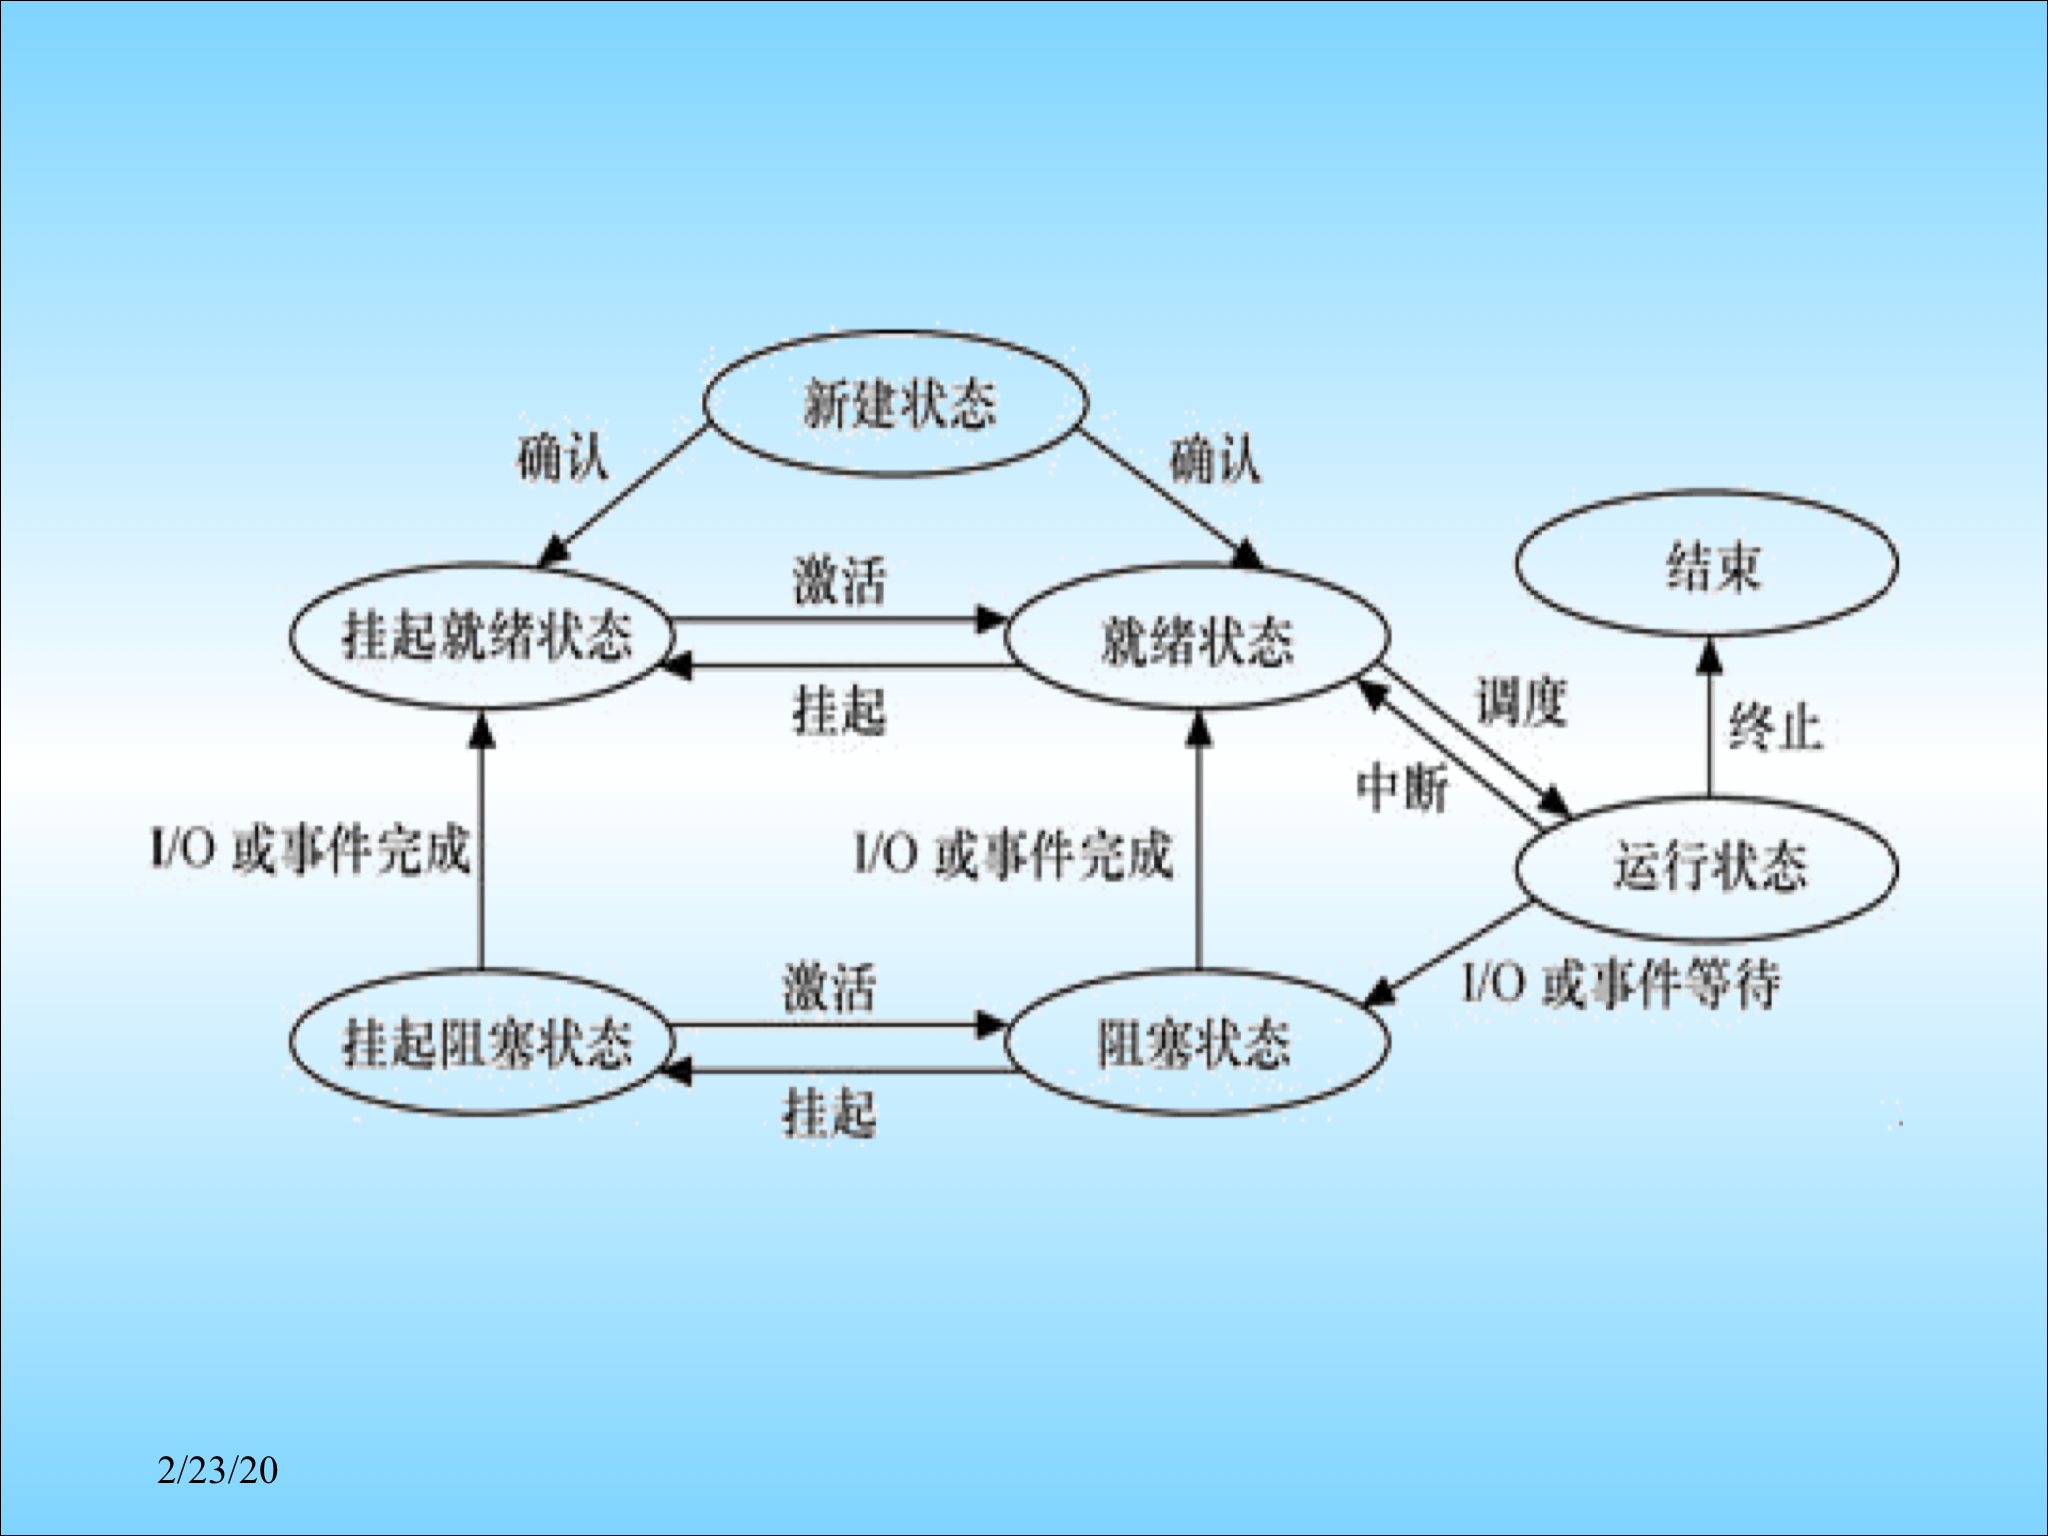 新建状态
确认
确认
结束
激活
挂起就绪状态
就绪状态
挂起
调度
终止
中断
I/O 或事件完成
I/O 或事件完成
运行状态
激活
I/O 或事件等待
挂起阻塞状态
阻塞状态
挂起
2/23/20